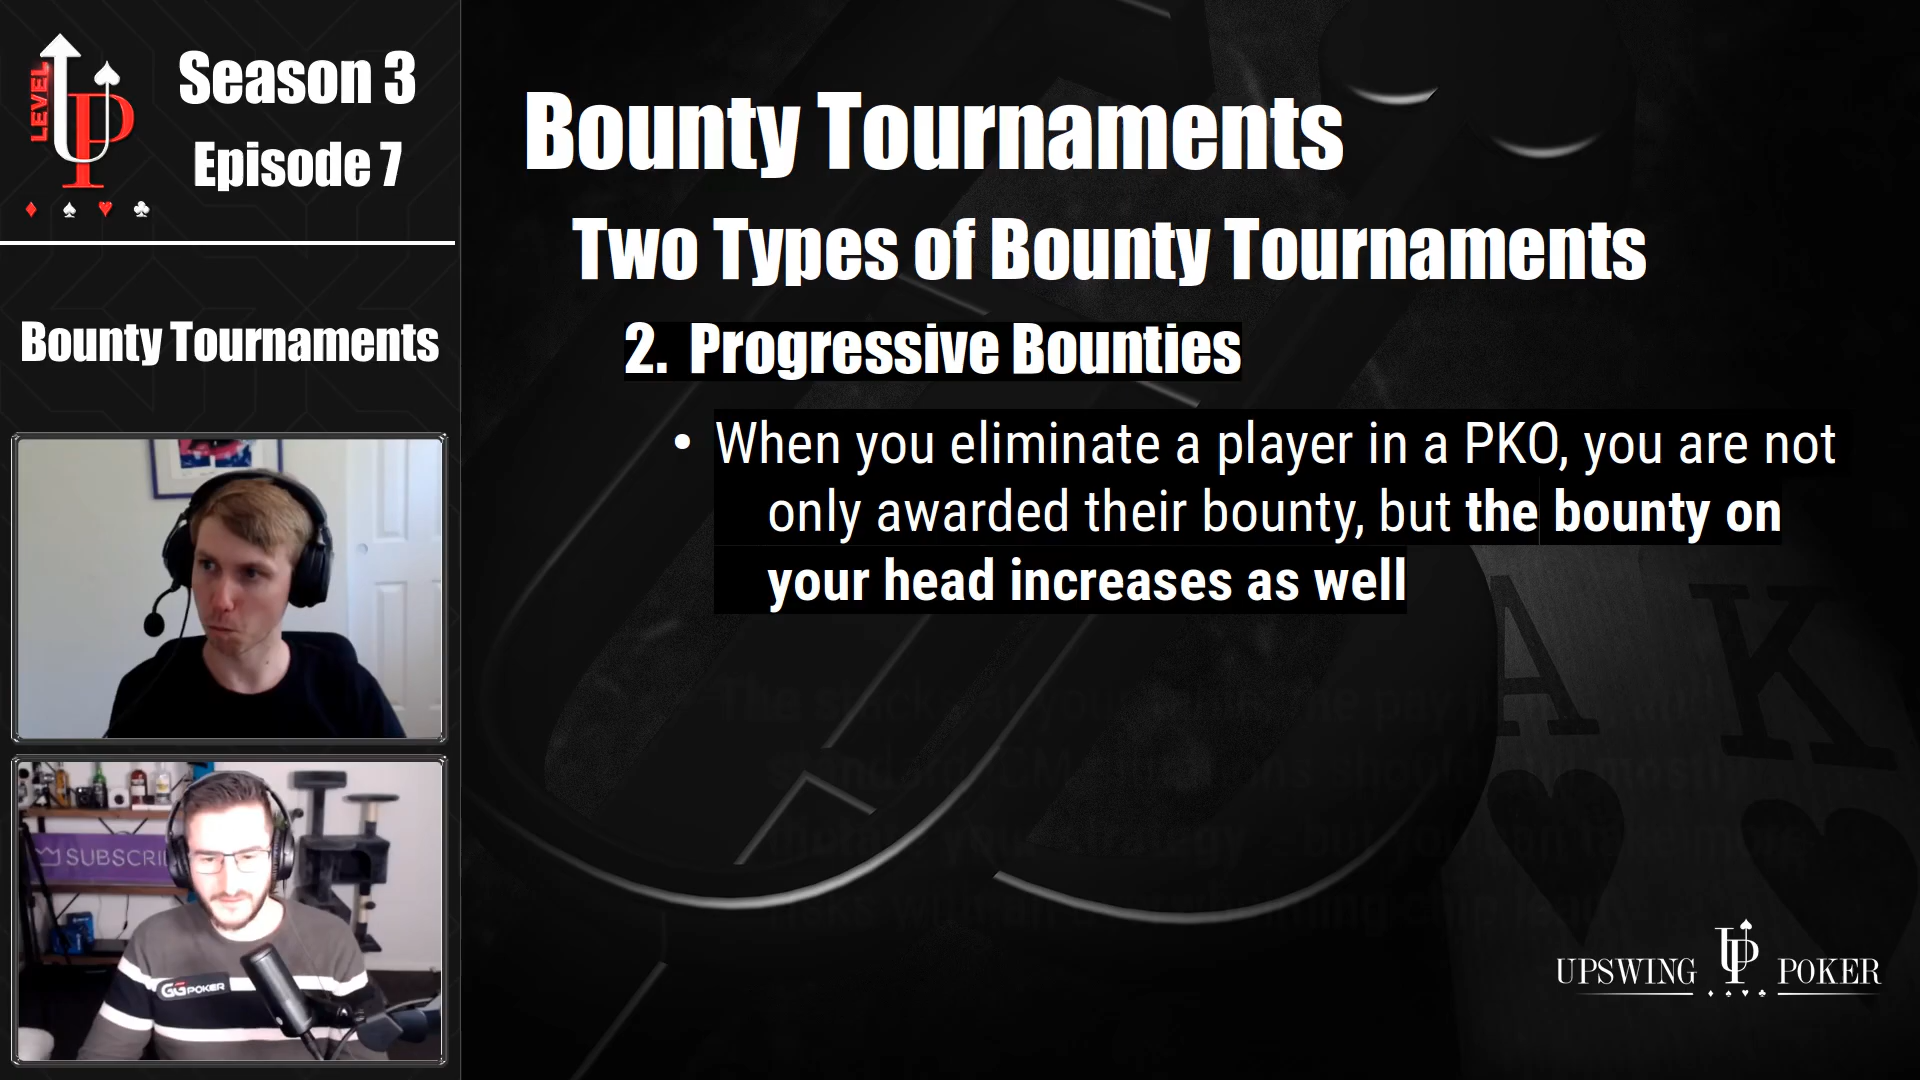 LEVEL UP
Season 3
Episode 7
Bounty Tournaments
SUBSCRI
GGPOKER
Bounty Tournaments
Two Types of Bounty Tournaments
2. Progressive Bounties
• When you eliminate a player in a PKO, you are not
only awarded their bounty, but the bounty on
your head increases as well
A K
UPSWING UP POKER